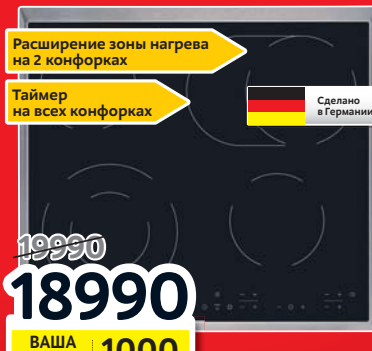 Расширение зоны нагрева
на 2 конфорках
Таймер
на всех конфорках
Сделано
в Германии
19990
18990
ВАША
1000